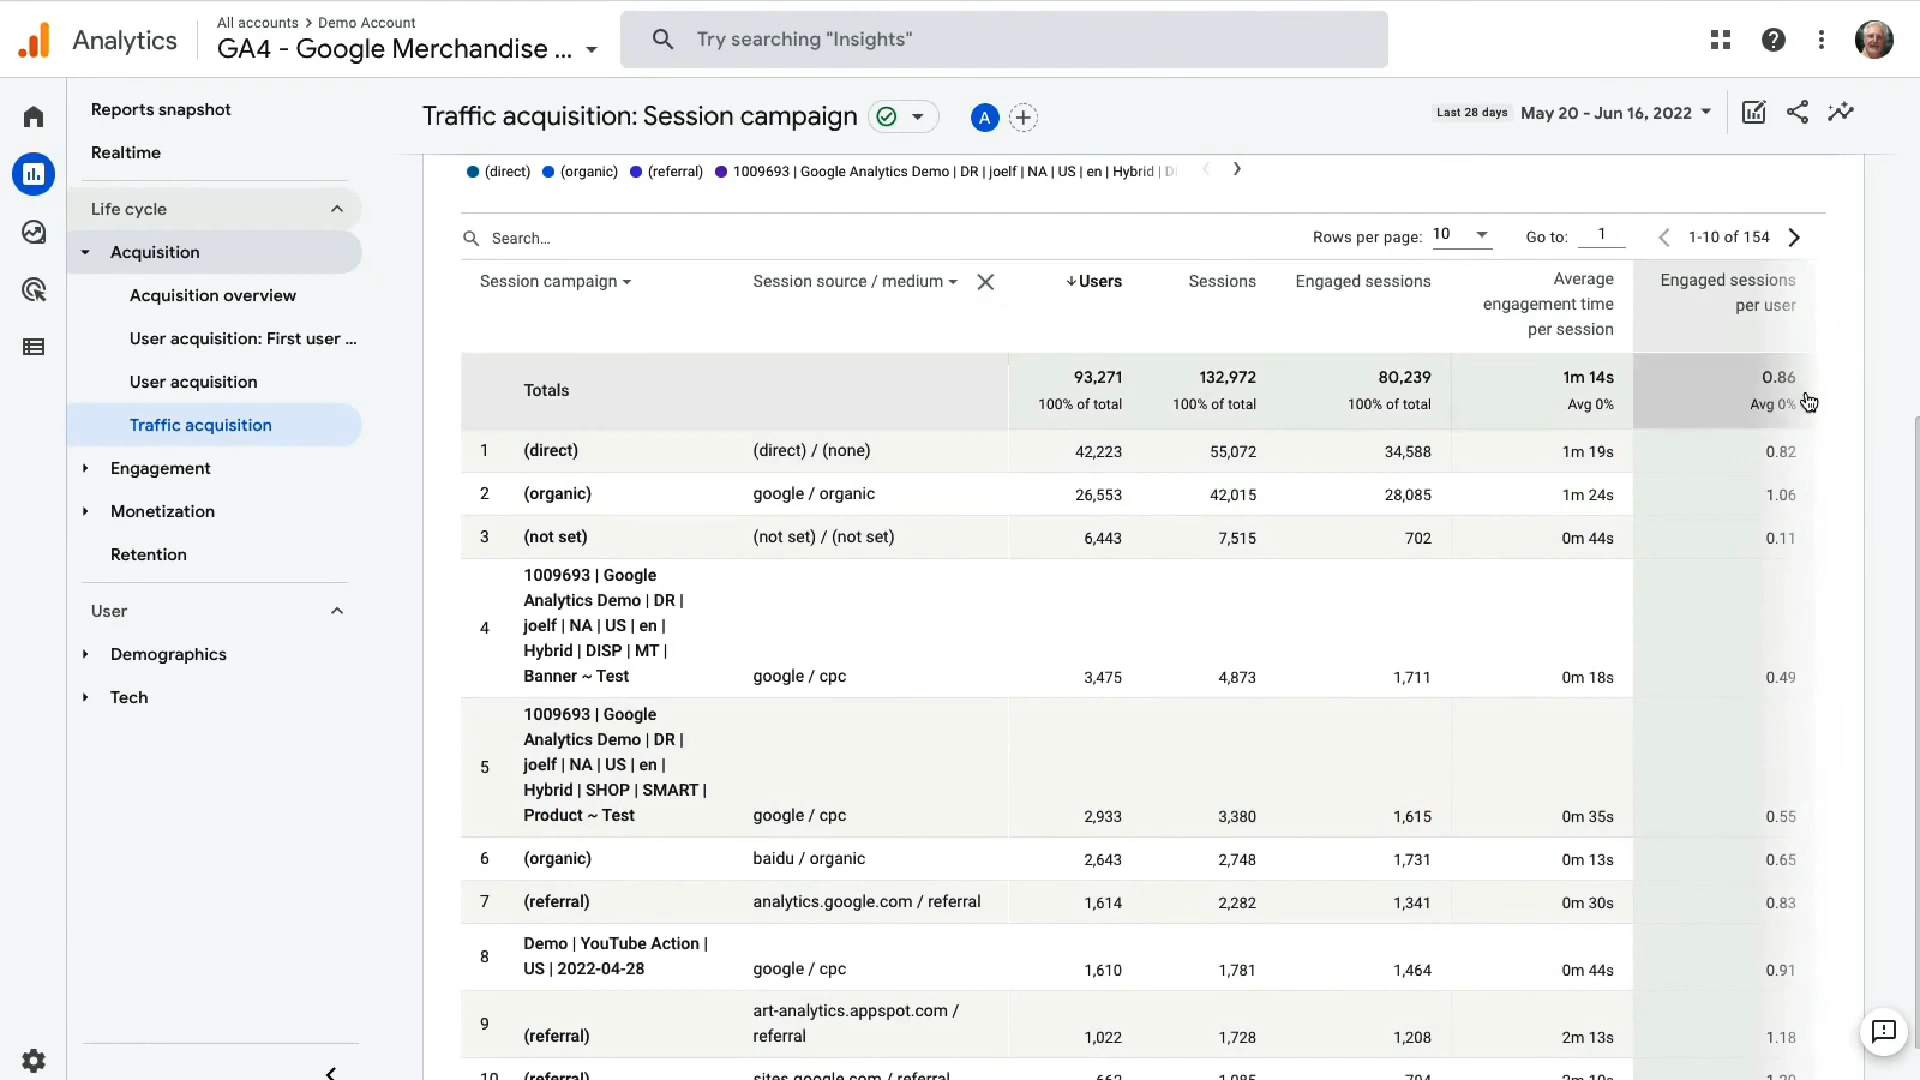 Analytics
All accounts > Demo Account
GA4 - Google Merchandise ...
Try searching "Insights"
Reports snapshot
Realtime
Life cycle
Acquisition
Acquisition overview
User acquisition: First user ...
User acquisition
Traffic acquisition
Engagement
Monetization
Retention
User
Demographics
Tech
Traffic acquisition: Session campaign
A
Last 28 days May 20 - Jun 16, 2022
(direct) (organic) (referral) 1009693 | Google Analytics Demo | DR | joelf | NA | US | en | Hybrid | D
Search...
Rows per page: 10 Go to: 1 1-10 of 154
Session campaign Session source / medium Users Sessions Engaged sessions Average engagement time per session Engaged sessions per user
Totals 93,271 132,972 80,239 1m 14s 0.86
100% of total 100% of total 100% of total Avg 0% Avg 0%
1 (direct) (direct) / (none) 42,223 55,072 34,588 1m 19s 0.82
2 (organic) google / organic 26,553 42,015 28,085 1m 24s 1.06
3 (not set) (not set) / (not set) 6,443 7,515 702 0m 44s 0.11
1009693 | Google
Analytics Demo | DR |
joelf | NA | US | en |
4 Hybrid | DISP | MT |
Banner ~ Test google / cpc 3,475 4,873 1,711 0m 18s 0.49
1009693 | Google
Analytics Demo | DR |
joelf | NA | US | en |
5 Hybrid | SHOP | SMART |
Product ~ Test google / cpc 2,933 3,380 1,615 0m 35s 0.55
6 (organic) baidu / organic 2,643 2,748 1,731 0m 13s 0.65
7 (referral) analytics.google.com / referral 1,614 2,282 1,341 0m 30s 0.83
Demo | YouTube Action |
8 US | 2022-04-28 google / cpc 1,610 1,781 1,464 0m 44s 0.91
art-analytics.appspot.com /
9 (referral) referral 1,022 1,728 1,208 2m 13s 1.18
10 (referral) sites.google.com / referral